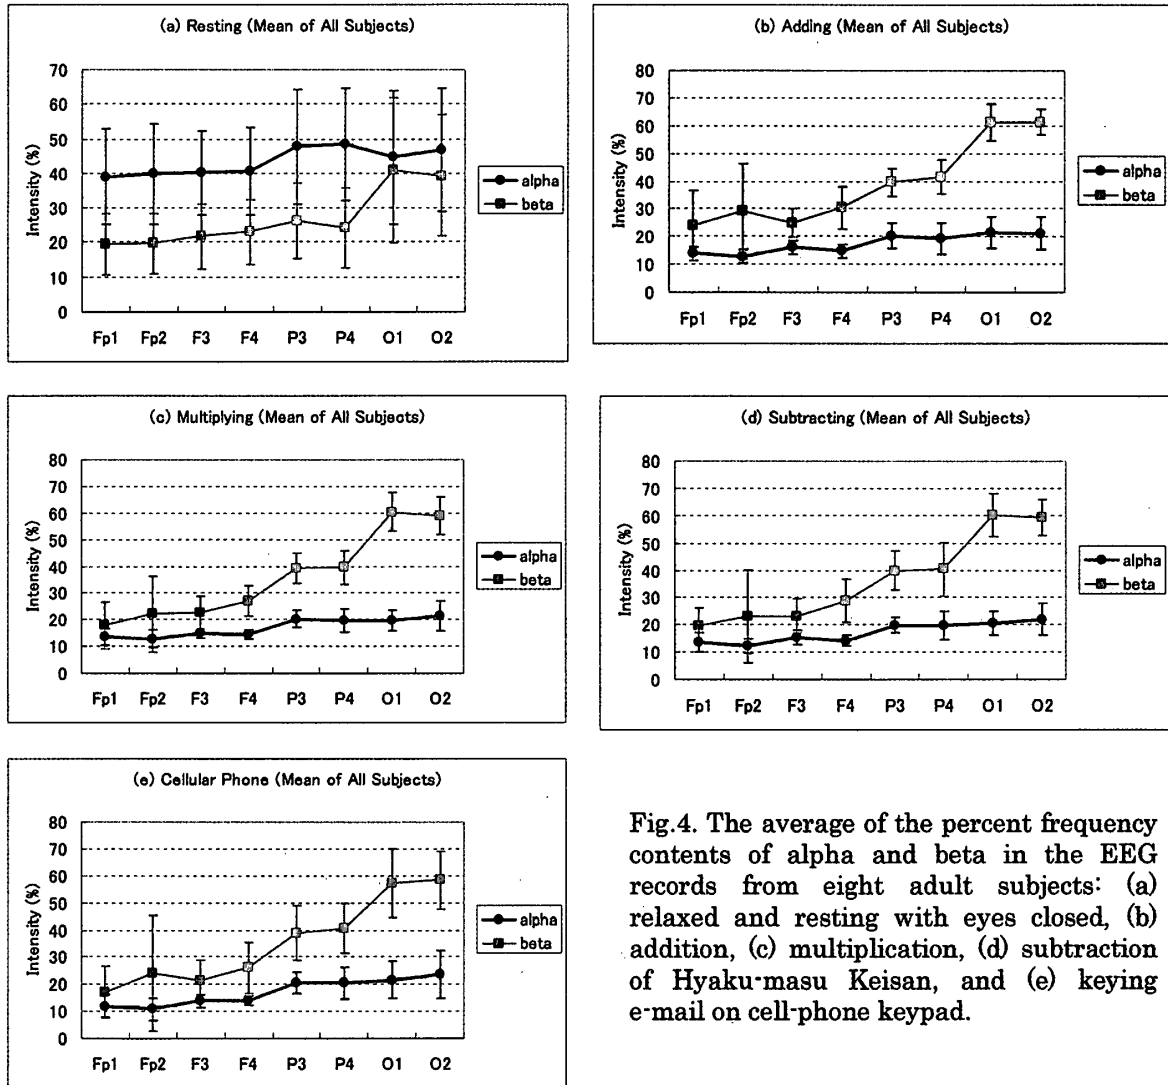 (a) Resting (Mean of All Subjects)
70
60
50
40
30
20
10
0
Intensity (%)
Fp1 Fp2 F3 F4 P3 P4 O1 O2
alpha
beta
(b) Adding (Mean of All Subjects)
80
70
60
50
40
30
20
10
0
Intensity (%)
Fp1 Fp2 F3 F4 P3 P4 O1 O2
alpha
beta
(c) Multiplying (Mean of All Subjects)
80
70
60
50
40
30
20
10
0
Intensity (%)
Fp1 Fp2 F3 F4 P3 P4 O1 O2
alpha
beta
(d) Subtracting (Mean of All Subjects)
80
70
60
50
40
30
20
10
0
Intensity (%)
Fp1 Fp2 F3 F4 P3 P4 O1 O2
alpha
beta
(e) Cellular Phone (Mean of All Subjects)
80
70
60
50
40
30
20
10
0
Intensity (%)
Fp1 Fp2 F3 F4 P3 P4 O1 O2
alpha
beta
Fig.4. The average of the percent frequency
contents of alpha and beta in the EEG
records from eight adult subjects: (a)
relaxed and resting with eyes closed, (b)
addition, (c) multiplication, (d) subtraction
of Hyaku-masu Keisan, and (e) keying
e-mail on cell-phone keypad.